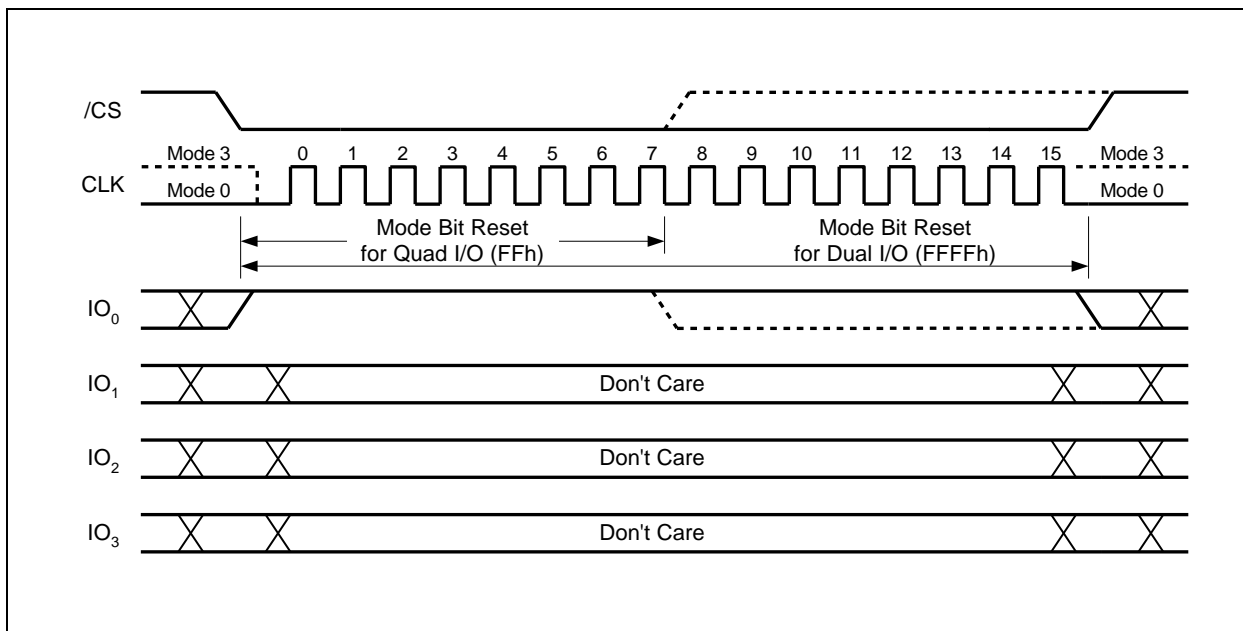 /CS
Mode 3 0 1 2 3 4 5 6 7 8 9 10 11 12 13 14 15 Mode 3
CLK
Mode 0 Mode 0
Mode Bit Reset
for Quad I/O (FFh)
Mode Bit Reset
for Dual I/O (FFFFh)
IO₀
IO₁ Don't Care
IO₂ Don't Care
IO₃ Don't Care